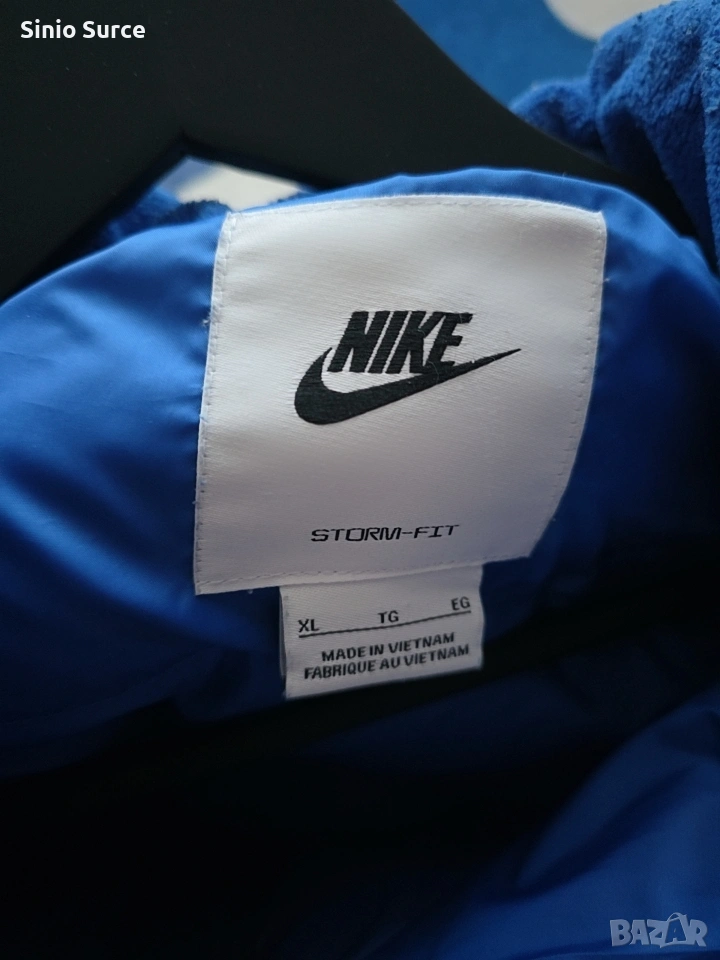 Sinio Surce
NIKE
STORM-FIT
XL TG EG
MADE IN VIETNAM
FABRIQUE AU VIETNAM
BAZAR